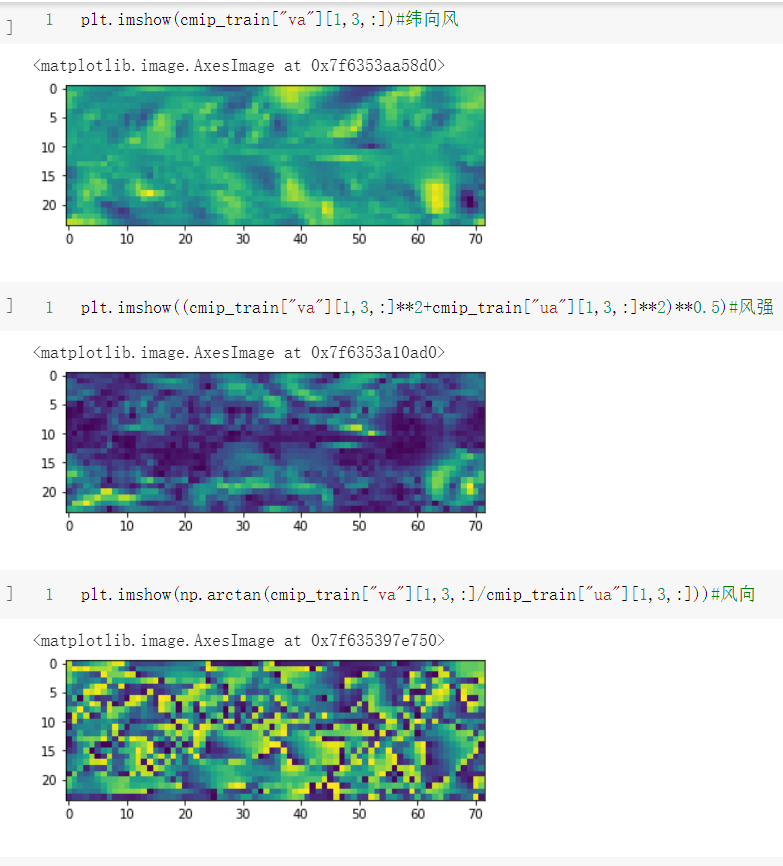 ] 1 plt.imshow(cmip_train["va"][1,3,:])#纬向风
<matplotlib.image.AxesImage at 0x7f6353aa58d0>
0
5
10
15
20
0 10 20 30 40 50 60 70
] 1 plt.imshow((cmip_train["va"][1,3,:]**2+cmip_train["ua"][1,3,:]**2)**0.5)#风强
<matplotlib.image.AxesImage at 0x7f6353a10ad0>
0
5
10
15
20
0 10 20 30 40 50 60 70
] 1 plt.imshow(np.arctan(cmip_train["va"][1,3,:]/cmip_train["ua"][1,3,:]))#风向
<matplotlib.image.AxesImage at 0x7f635397e750>
0
5
10
15
20
0 10 20 30 40 50 60 70